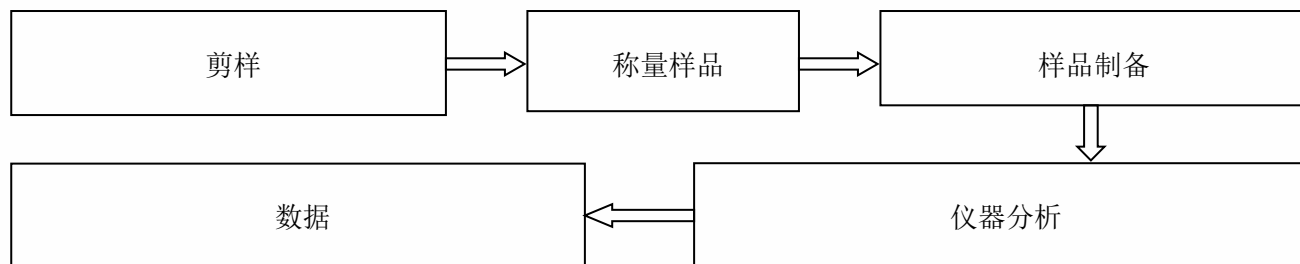 剪样
称量样品
样品制备
仪器分析
数据